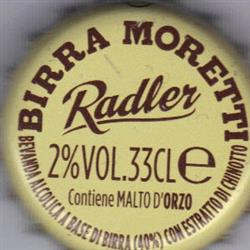 BIRRA MORETTI
Radler
2% VOL. 33CL e
Contiene MALTO D'ORZO
BEVANDA ALCOLICA A BASE DI BIRRA (40%) CON ESTRATTO DI CHINOTTO